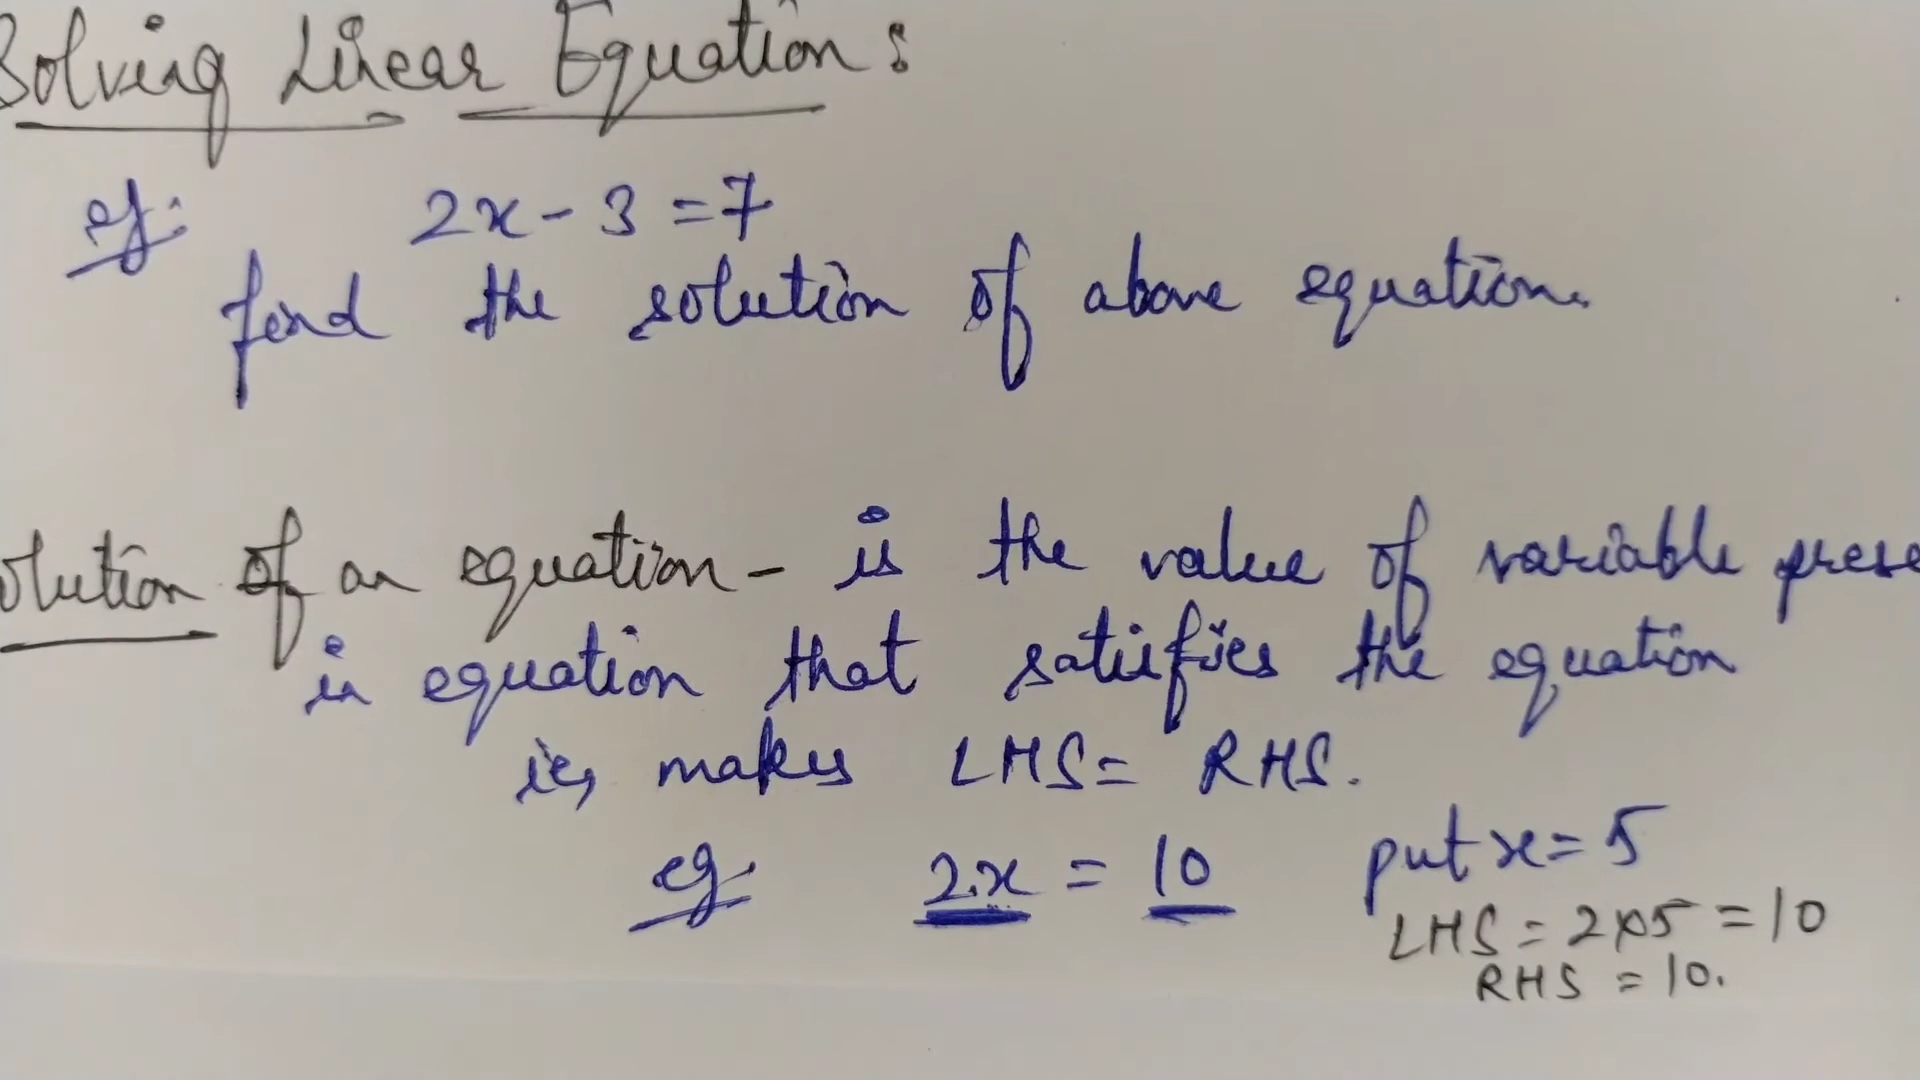 Solving Linear Equation :
eg: 2x - 3 = 7
find the solution of above equation.
olution of an equation - is the value of variable prese
in equation that satisfies the equation
ie, makes LHS = RHS.
eg 2x = 10 put x = 5
LHS = 2x5 = 10
RHS = 10.